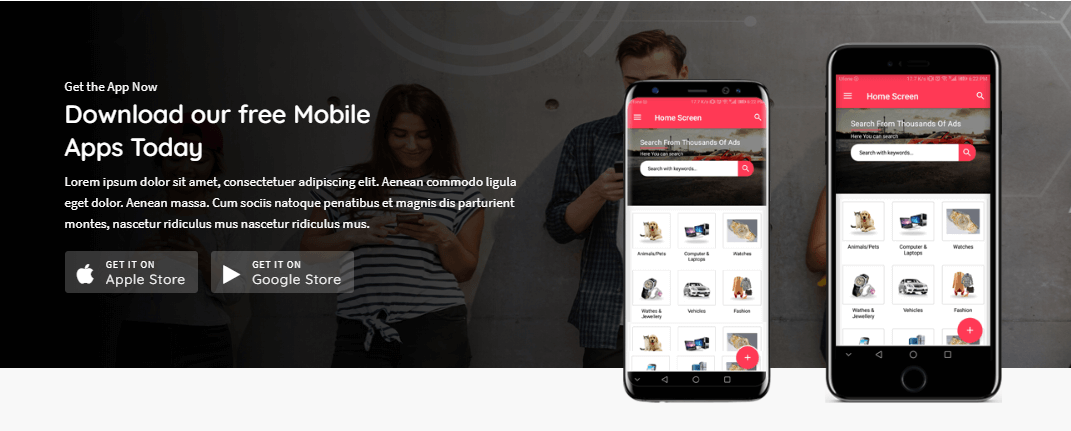 Get the App Now
Download our free Mobile
Apps Today
Lorem ipsum dolor sit amet, consectetuer adipiscing elit. Aenean commodo ligula
eget dolor. Aenean massa. Cum sociis natoque penatibus et magnis dis parturient
montes, nascetur ridiculus mus nascetur ridiculus mus.
GET IT ON
Apple Store
GET IT ON
Google Store
Home Screen
Search From Thousands Of Ads
Here You can search
Search with keywords...
Animals/Pets
Computer &
Laptops
Watches
Wathes &
Jewellery
Vehicles
Fashion
6:22 PM
Home Screen
Search From Thousands Of Ads
Here You can search
Search with keywords...
Animals/Pets
Computer &
Laptops
Watches
Wathes &
Jewellery
Vehicles
Fashion